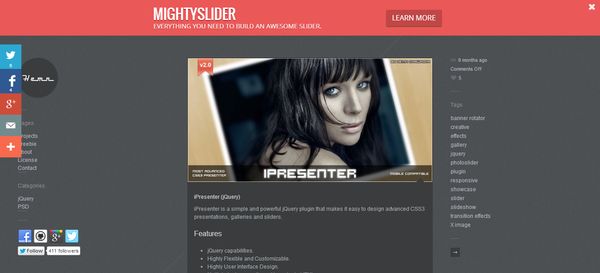 MIGHTYSLIDER
EVERYTHING YOU NEED TO BUILD AN AWESOME SLIDER.
LEARN MORE
Hemn
Pages
Projects
Freebie
About
License
Contact
Categories
jQuery
PSD
Follow
411 followers
v2.0
MOST ADVANCED
CSS3 PRESENTER
IPRESENTER
MOBILE COMPATIBLE
iPresenter (jQuery)
iPresenter is a simple and powerful jQuery plugin that makes it easy to design advanced CSS3
presentations, galleries and sliders.
Features
jQuery capabilities.
Highly Flexible and Customizable.
Highly User Interface Design.
9 months ago
Comments Off
5
Tags
banner rotator
creative
effects
gallery
jquery
photoslider
plugin
responsive
showcase
slider
slideshow
transition effects
X image